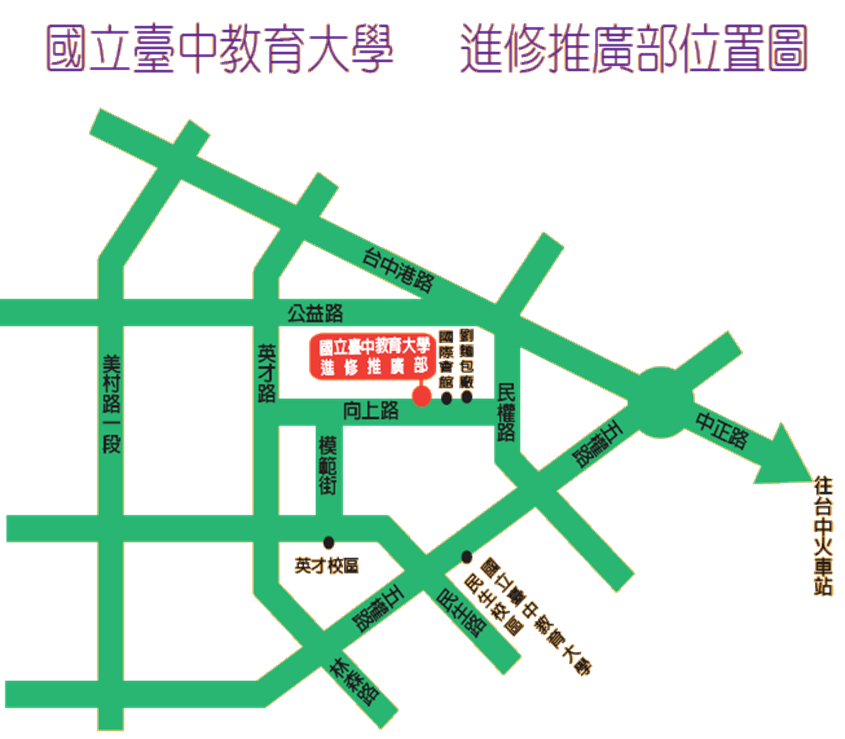 國立臺中教育大學 進修推廣部位置圖
台中港路
公益路
國立臺中教育大學
進修推廣部
國際會館
劉麵包廠
美村路一段
英才路
向上路
民權路
模範街
五權路
中正路
往台中火車站
英才校區
國立臺中教育大學
民生校區
五權路
民生路
林森路